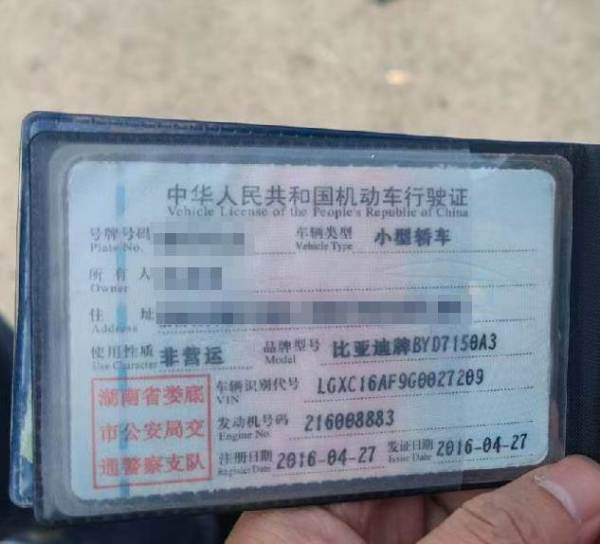 中华人民共和国机动车行驶证
Vehicle License of the People's Republic of China
号牌号码 车辆类型 小型轿车
Plate No. Vehicle Type
所有人
Owner
住址
Address
使用性质 非营运 品牌型号 比亚迪牌BYD7150A3
Use Character Model
车辆识别代号 LGXC16AF9G0027209
VIN
发动机号码 216008883
Engine No.
注册日期 2016-04-27 发证日期 2016-04-27
Register Date Issue Date
湖南省娄底
市公安局交
通警察支队